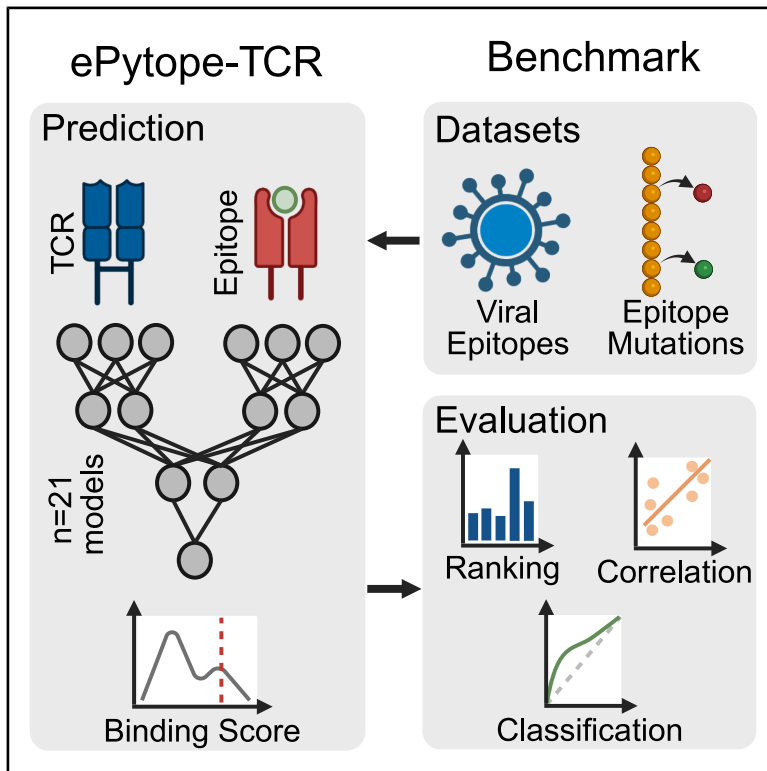 ePytope-TCR
Prediction
TCR
Epitope
n=21
models
Binding Score
Benchmark
Datasets
Viral
Epitopes
Epitope
Mutations
Evaluation
Ranking
Correlation
Classification